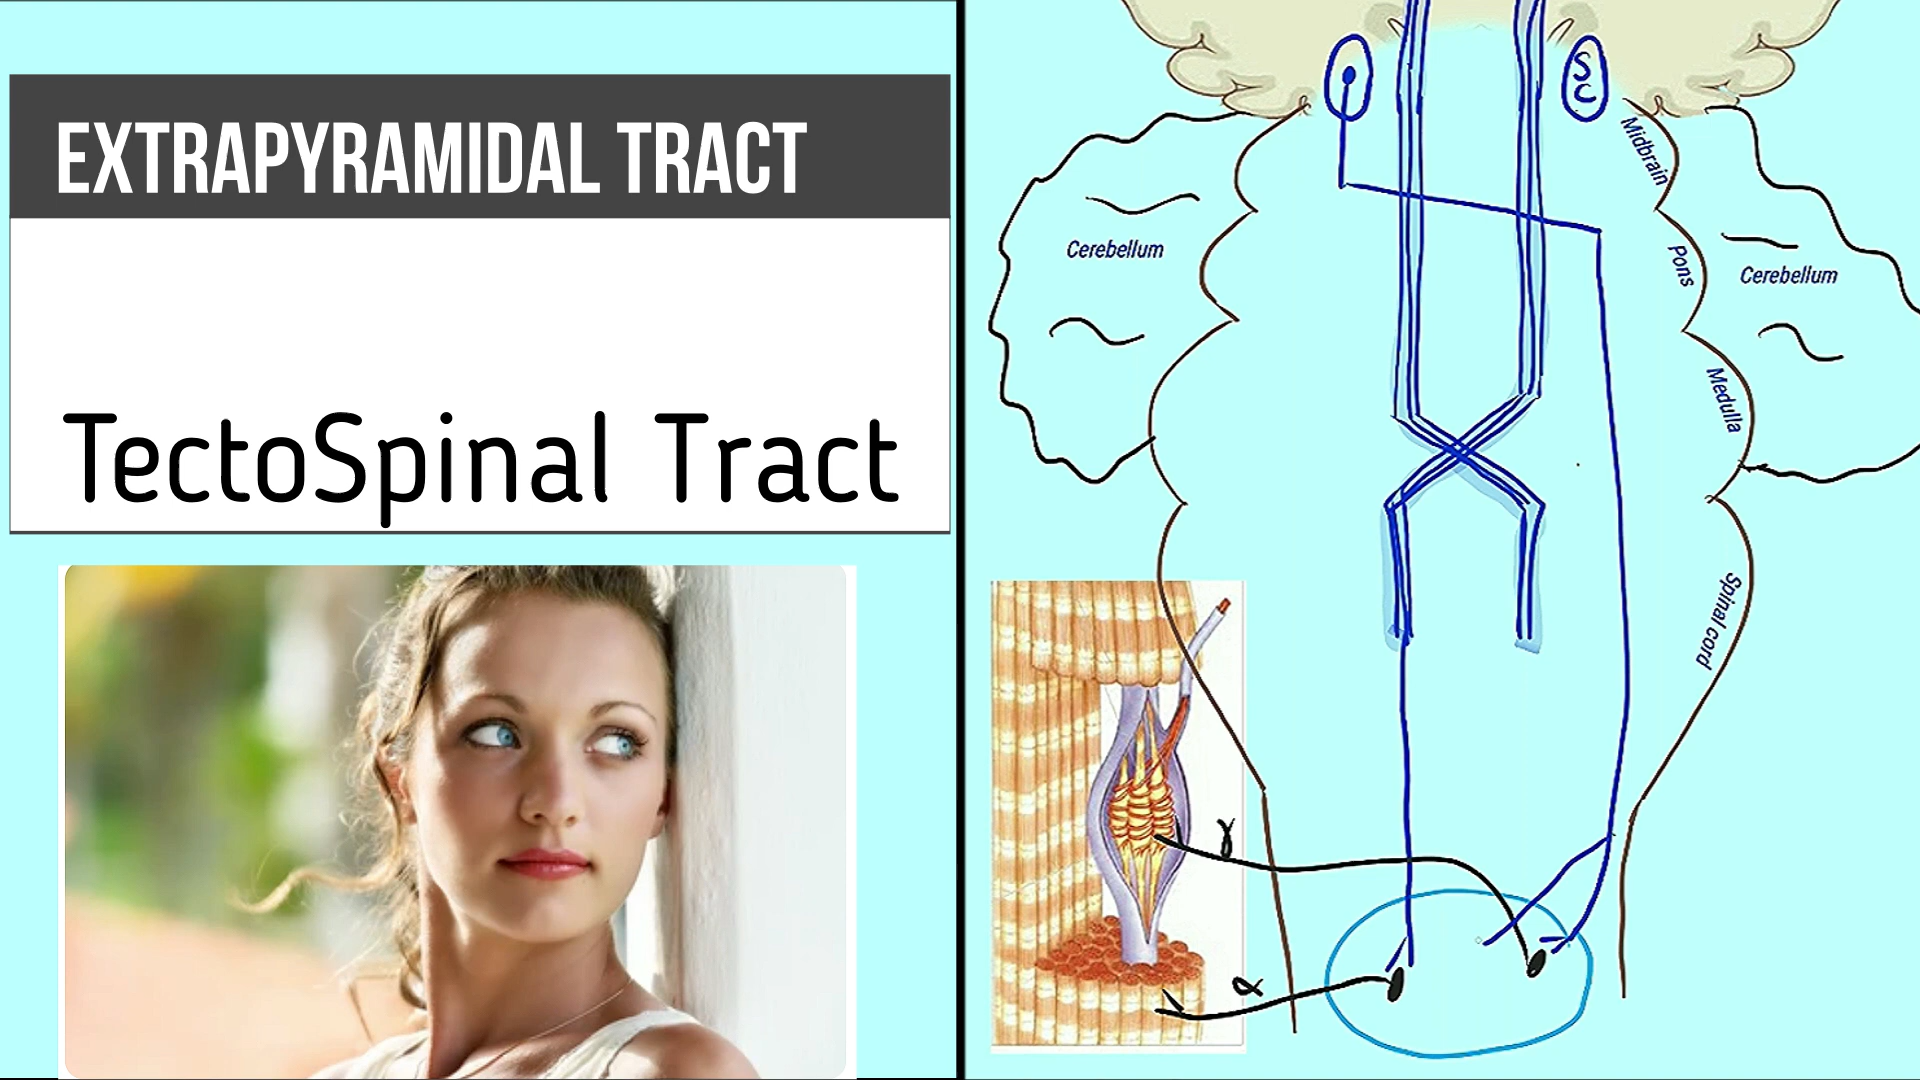 EXTRAPYRAMIDAL TRACT
TectoSpinal Tract
SC
Midbrain
Cerebellum
Pons
Cerebellum
Medulla
Spinal cord
γ
α